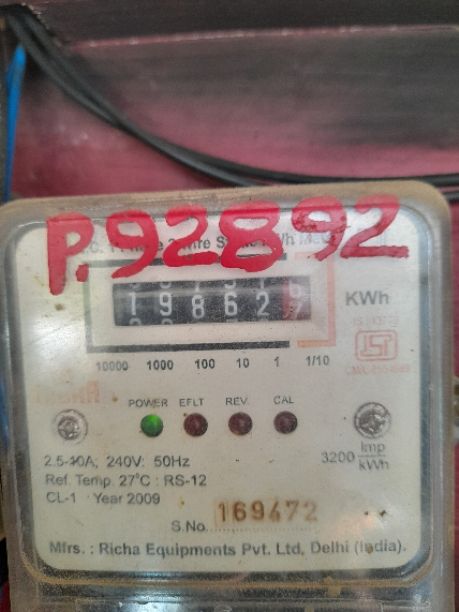 P.92892
19862
KWh
10000 1000 100 10 1 1/10
POWER EFLT REV. CAL
3200 Imp/kWh
2.5-10A; 240V: 50Hz
Ref. Temp. 27°C : RS-12
CL-1 Year 2009
S.No. 169472
Mfrs. : Richa Equipments Pvt. Ltd, Delhi (India).